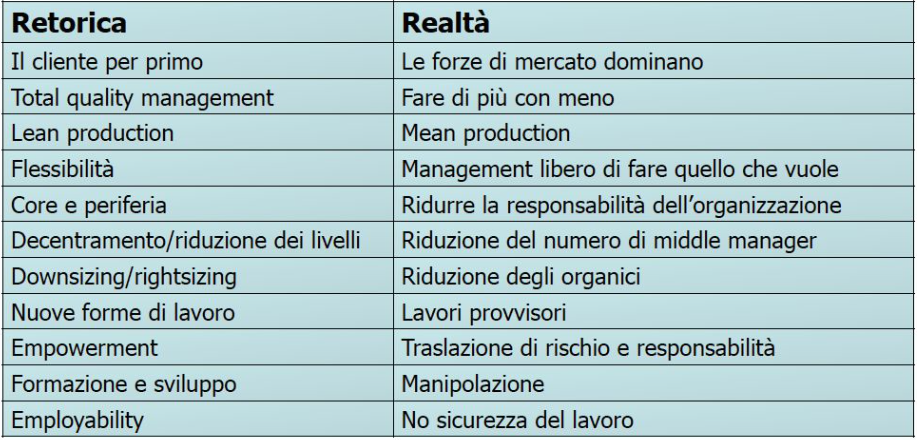 Retorica Realtà
Il cliente per primo Le forze di mercato dominano
Total quality management Fare di più con meno
Lean production Mean production
Flessibilità Management libero di fare quello che vuole
Core e periferia Ridurre la responsabilità dell’organizzazione
Decentramento/riduzione dei livelli Riduzione del numero di middle manager
Downsizing/rightsizing Riduzione degli organici
Nuove forme di lavoro Lavori provvisori
Empowerment Traslazione di rischio e responsabilità
Formazione e sviluppo Manipolazione
Employability No sicurezza del lavoro